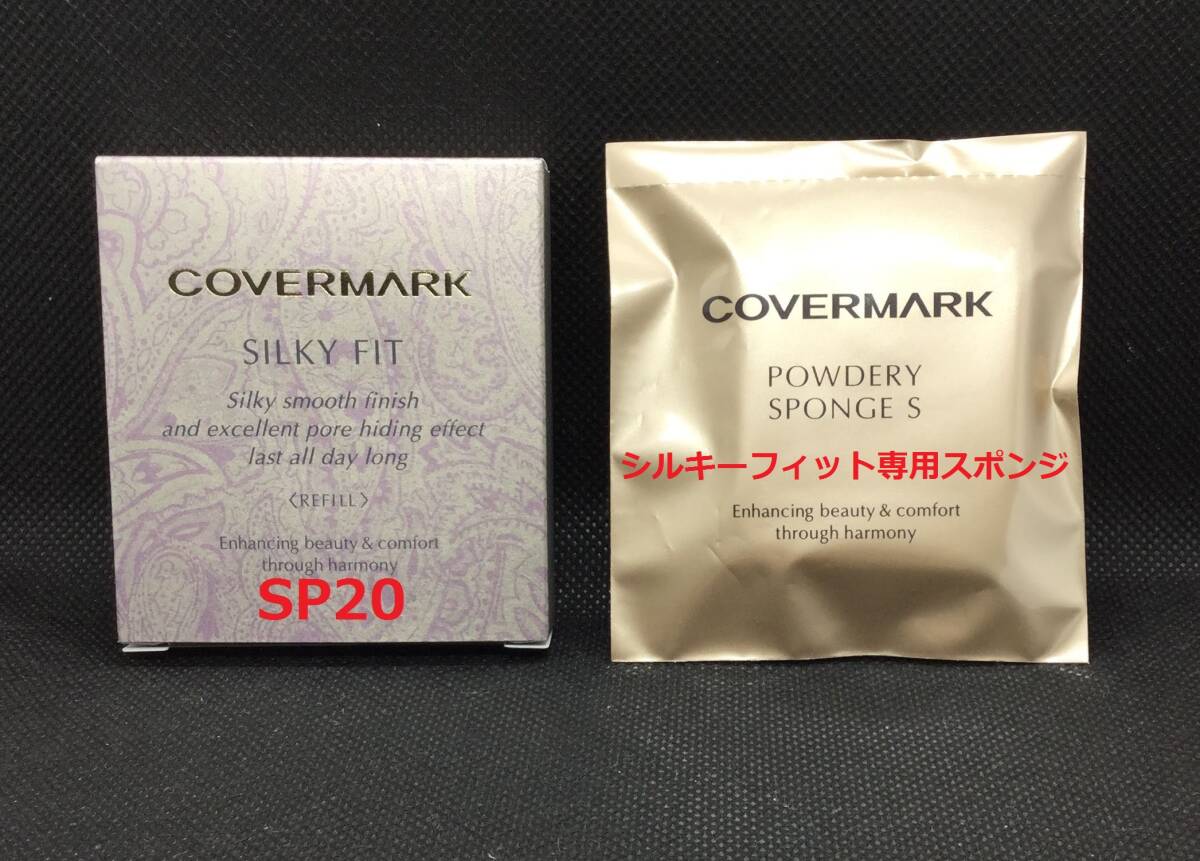 COVERMARK
SILKY FIT
Silky smooth finish
and excellent pore hiding effect
last all day long
〈REFILL〉
Enhancing beauty & comfort
through harmony
SP20
COVERMARK
POWDERY
SPONGE S
シルキーフィット専用スポンジ
Enhancing beauty & comfort
through harmony